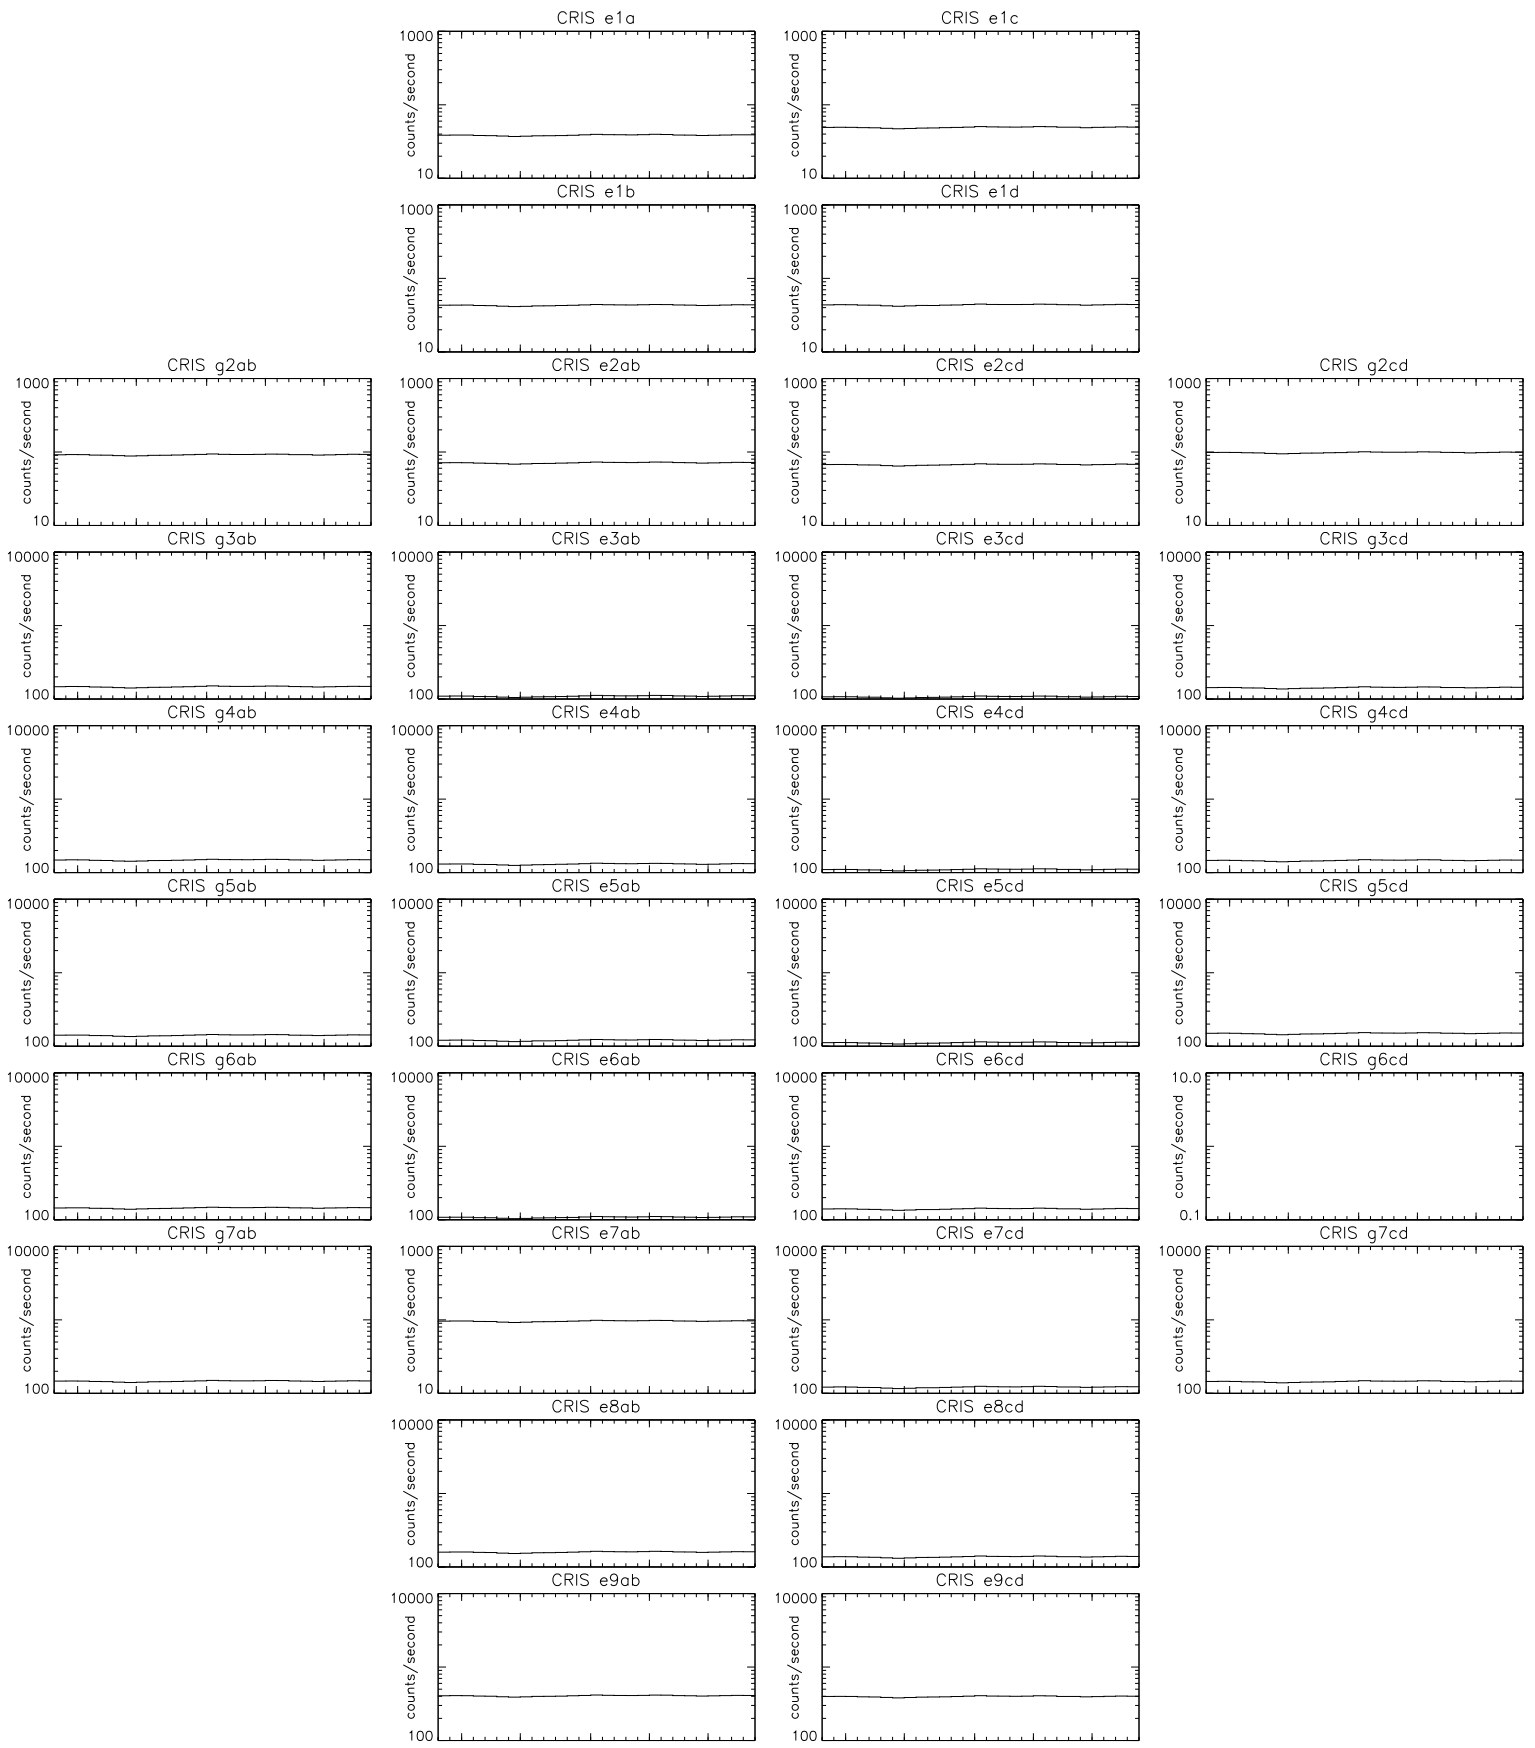 CRIS e1a
CRIS e1c
1000
counts/second
10
1000
counts/second
10
CRIS e1b
CRIS e1d
1000
counts/second
10
1000
counts/second
10
CRIS g2ab
CRIS e2ab
CRIS e2cd
CRIS g2cd
1000
counts/second
10
1000
counts/second
10
1000
counts/second
10
1000
counts/second
10
CRIS g3ab
CRIS e3ab
CRIS e3cd
CRIS g3cd
10000
counts/second
100
10000
counts/second
100
10000
counts/second
100
10000
counts/second
100
CRIS g4ab
CRIS e4ab
CRIS e4cd
CRIS g4cd
10000
counts/second
100
10000
counts/second
100
10000
counts/second
100
10000
counts/second
100
CRIS g5ab
CRIS e5ab
CRIS e5cd
CRIS g5cd
10000
counts/second
100
10000
counts/second
100
10000
counts/second
100
10000
counts/second
100
CRIS g6ab
CRIS e6ab
CRIS e6cd
CRIS g6cd
10000
counts/second
100
10000
counts/second
100
10000
counts/second
100
10.0
counts/second
0.1
CRIS g7ab
CRIS e7ab
CRIS e7cd
CRIS g7cd
10000
counts/second
100
1000
counts/second
10
10000
counts/second
100
10000
counts/second
100
CRIS e8ab
CRIS e8cd
10000
counts/second
100
10000
counts/second
100
CRIS e9ab
CRIS e9cd
10000
counts/second
100
10000
counts/second
100